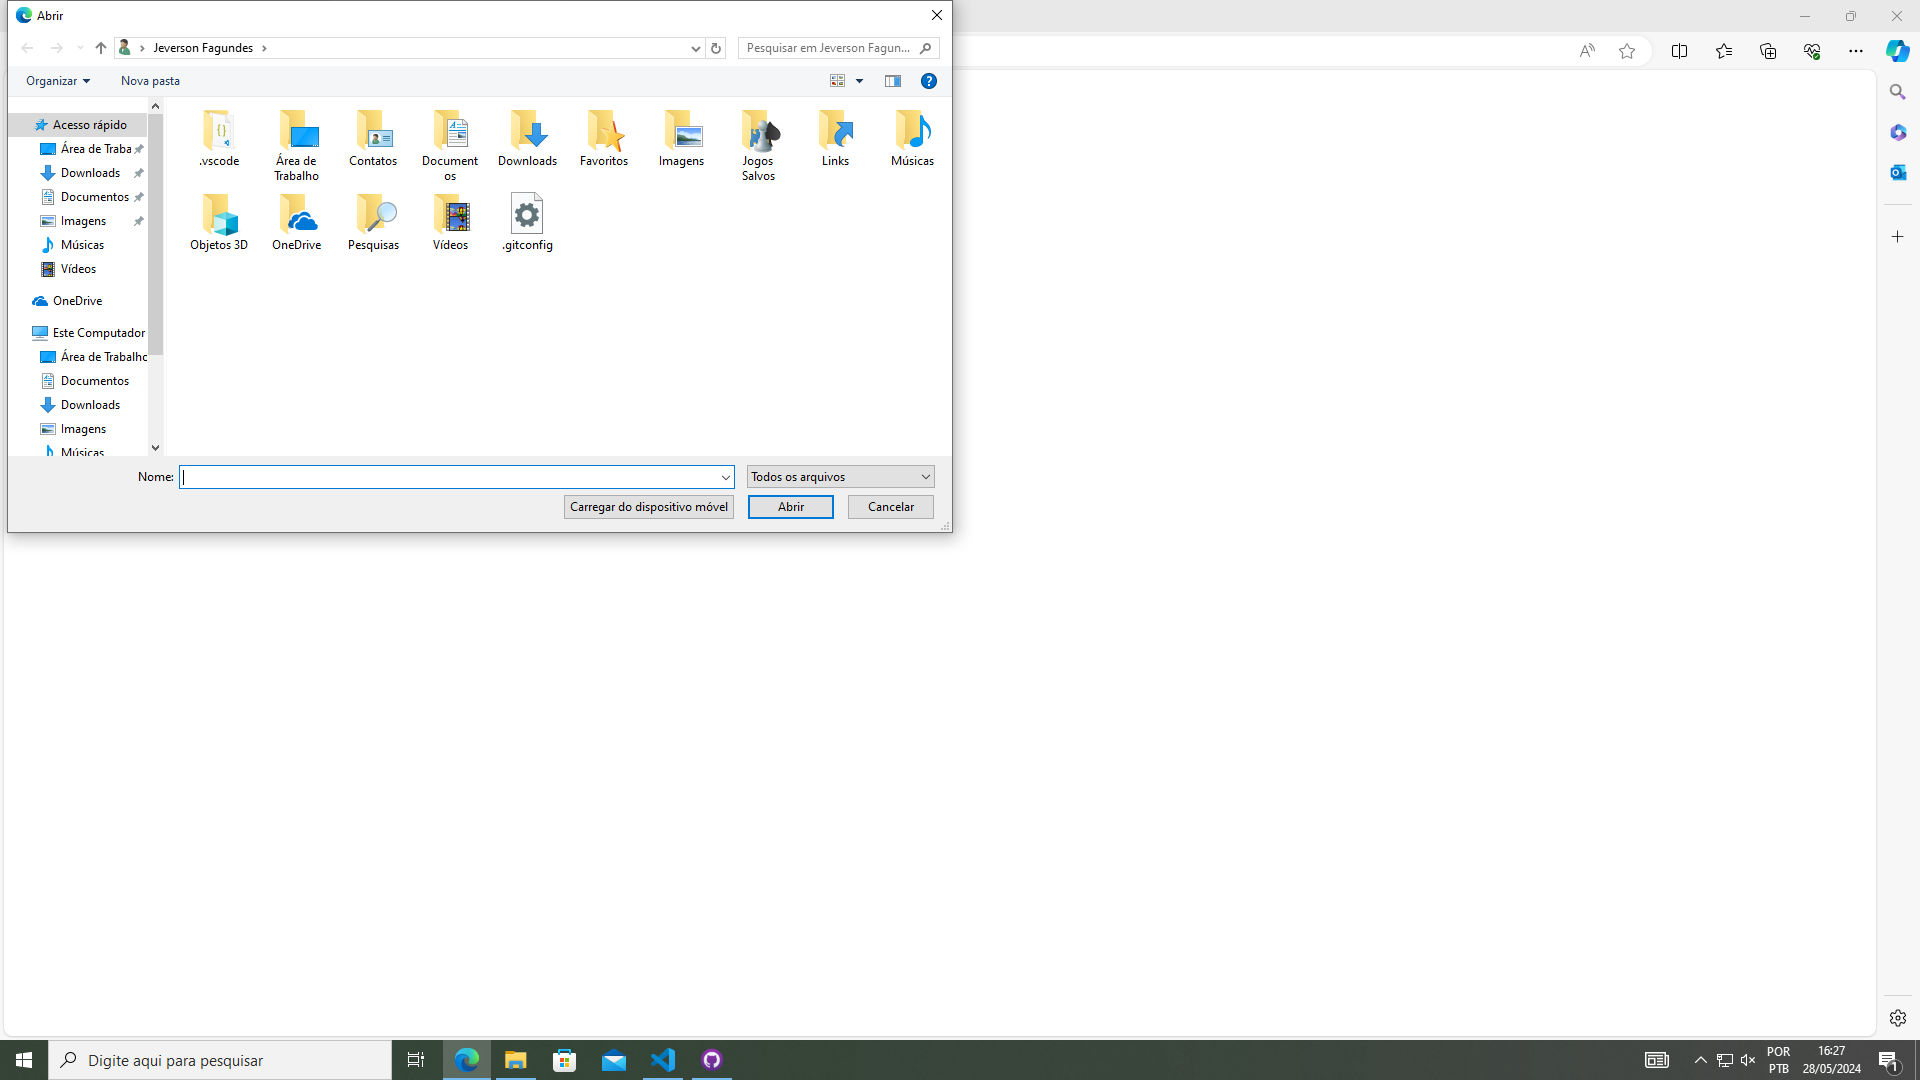 Abrir
Jeverson Fagundes
Pesquisar em Jeverson Fagun...
Organizar
Nova pasta
Acesso rápido
Área de Traba
Downloads
Documentos
Imagens
Músicas
Vídeos
OneDrive
Este Computador
Área de Trabalho
Documentos
Downloads
Imagens
Músicas
.vscode
Área de
Trabalho
Contatos
Document
os
Downloads
Favoritos
Imagens
Jogos
Salvos
Links
Músicas
Objetos 3D
OneDrive
Pesquisas
Vídeos
.gitconfig
Nome:
Todos os arquivos
Carregar do dispositivo móvel
Abrir
Cancelar
Digite aqui para pesquisar
POR
PTB
16:27
28/05/2024
1